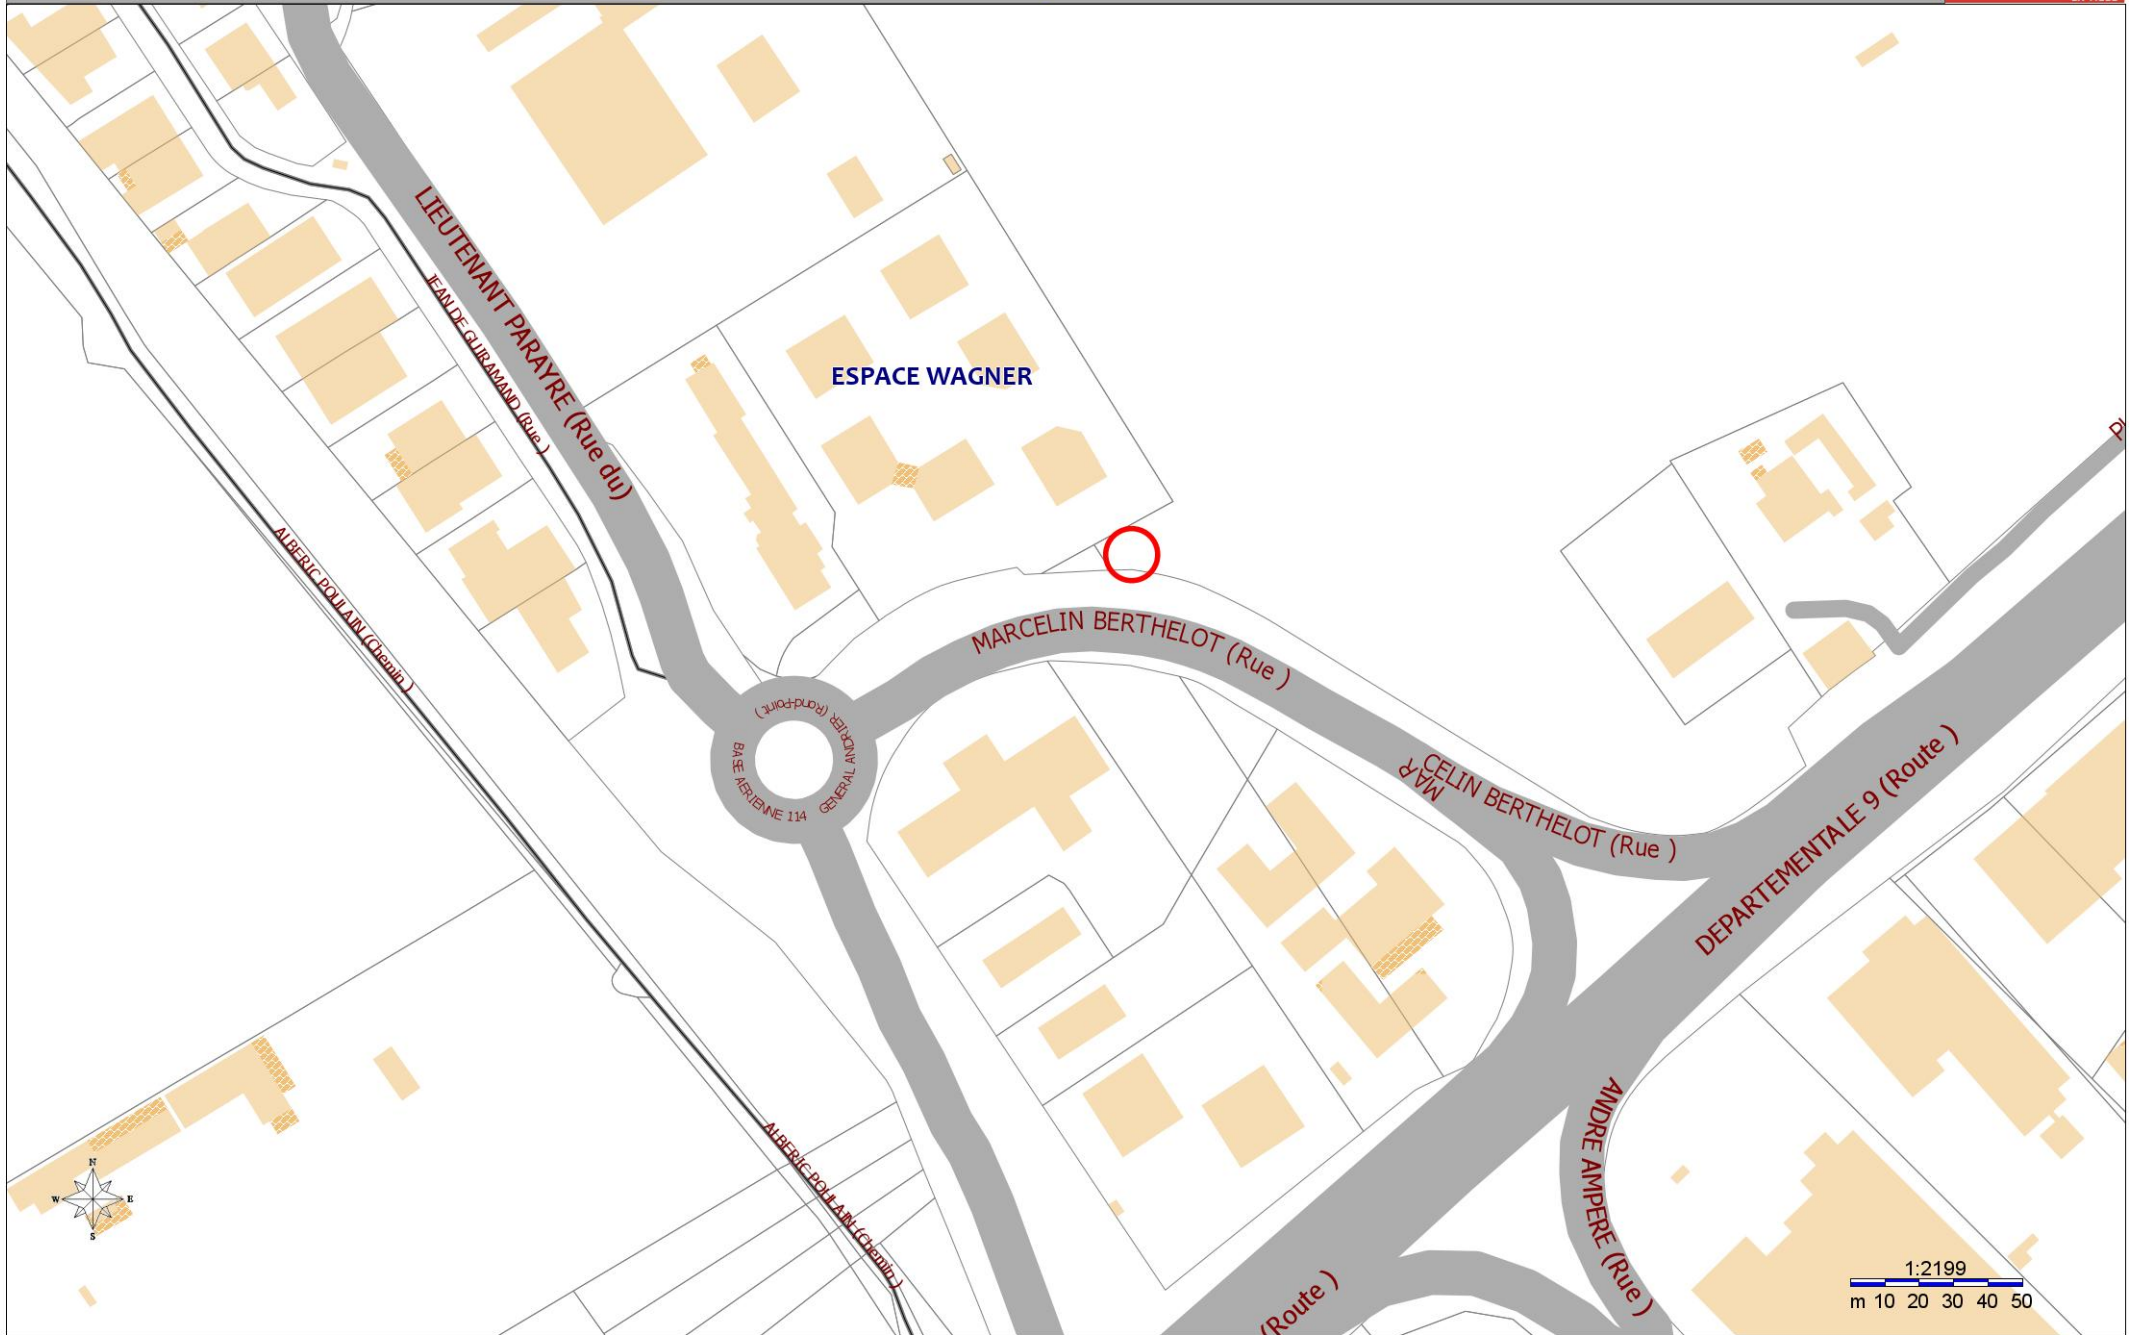 LIEUTENANT PARAYRE (Rue du)
JEAN DE GUIRAMAND (Rue )
ESPACE WAGNER
ALBERIC POULAIN (Chemin )
MARCELIN BERTHELOT (Rue )
GENERAL ANDRIER (Rond-Point )
BASE AERIENNE 114
MARCELIN BERTHELOT (Rue )
DEPARTEMENTALE 9 (Route )
ANDRE AMPERE (Rue )
ALBERIC POULAIN (Chemin )
(Route )
N
W E
S
1:2199
m 10 20 30 40 50